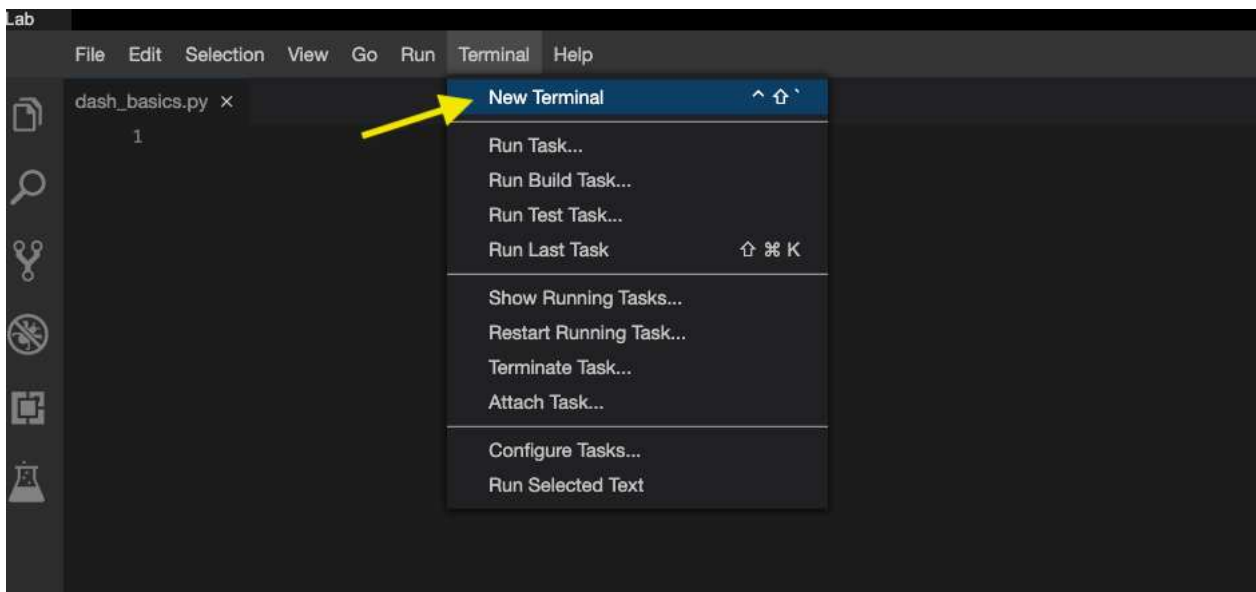 Lab
File Edit Selection View Go Run Terminal Help
dash_basics.py ×
1
New Terminal ^ ⇧ `
Run Task...
Run Build Task...
Run Test Task...
Run Last Task ⇧ ⌘ K
Show Running Tasks...
Restart Running Task...
Terminate Task...
Attach Task...
Configure Tasks...
Run Selected Text